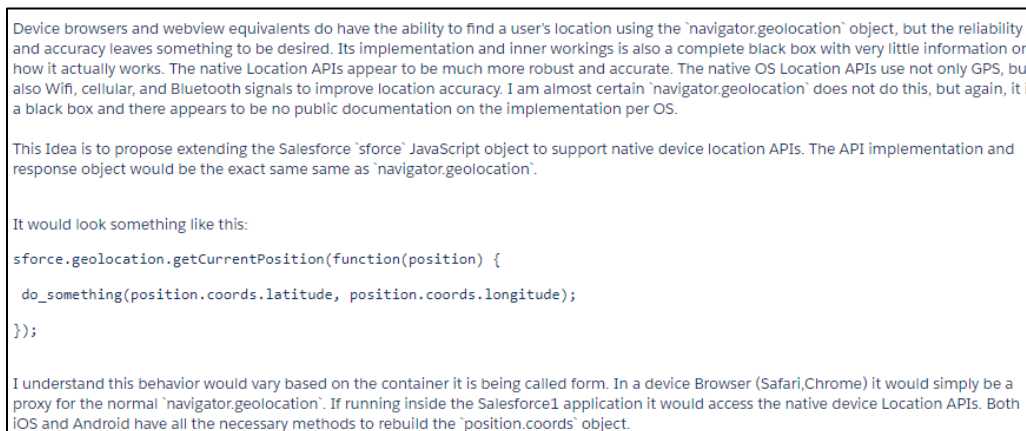 Device browsers and webview equivalents do have the ability to find a user's location using the `navigator.geolocation` object, but the reliability
and accuracy leaves something to be desired. Its implementation and inner workings is also a complete black box with very little information on
how it actually works. The native Location APIs appear to be much more robust and accurate. The native OS Location APIs use not only GPS, bu
also Wifi, cellular, and Bluetooth signals to improve location accuracy. I am almost certain `navigator.geolocation` does not do this, but again, it i
a black box and there appears to be no public documentation on the implementation per OS.
This Idea is to propose extending the Salesforce `sforce` JavaScript object to support native device location APIs. The API implementation and
response object would be the exact same same as `navigator.geolocation`.
It would look something like this:
sforce.geolocation.getCurrentPosition(function(position) {
do_something(position.coords.latitude, position.coords.longitude);
});
I understand this behavior would vary based on the container it is being called form. In a device Browser (Safari,Chrome) it would simply be a
proxy for the normal `navigator.geolocation`. If running inside the Salesforce1 application it would access the native device Location APIs. Both
iOS and Android have all the necessary methods to rebuild the `position.coords` object.